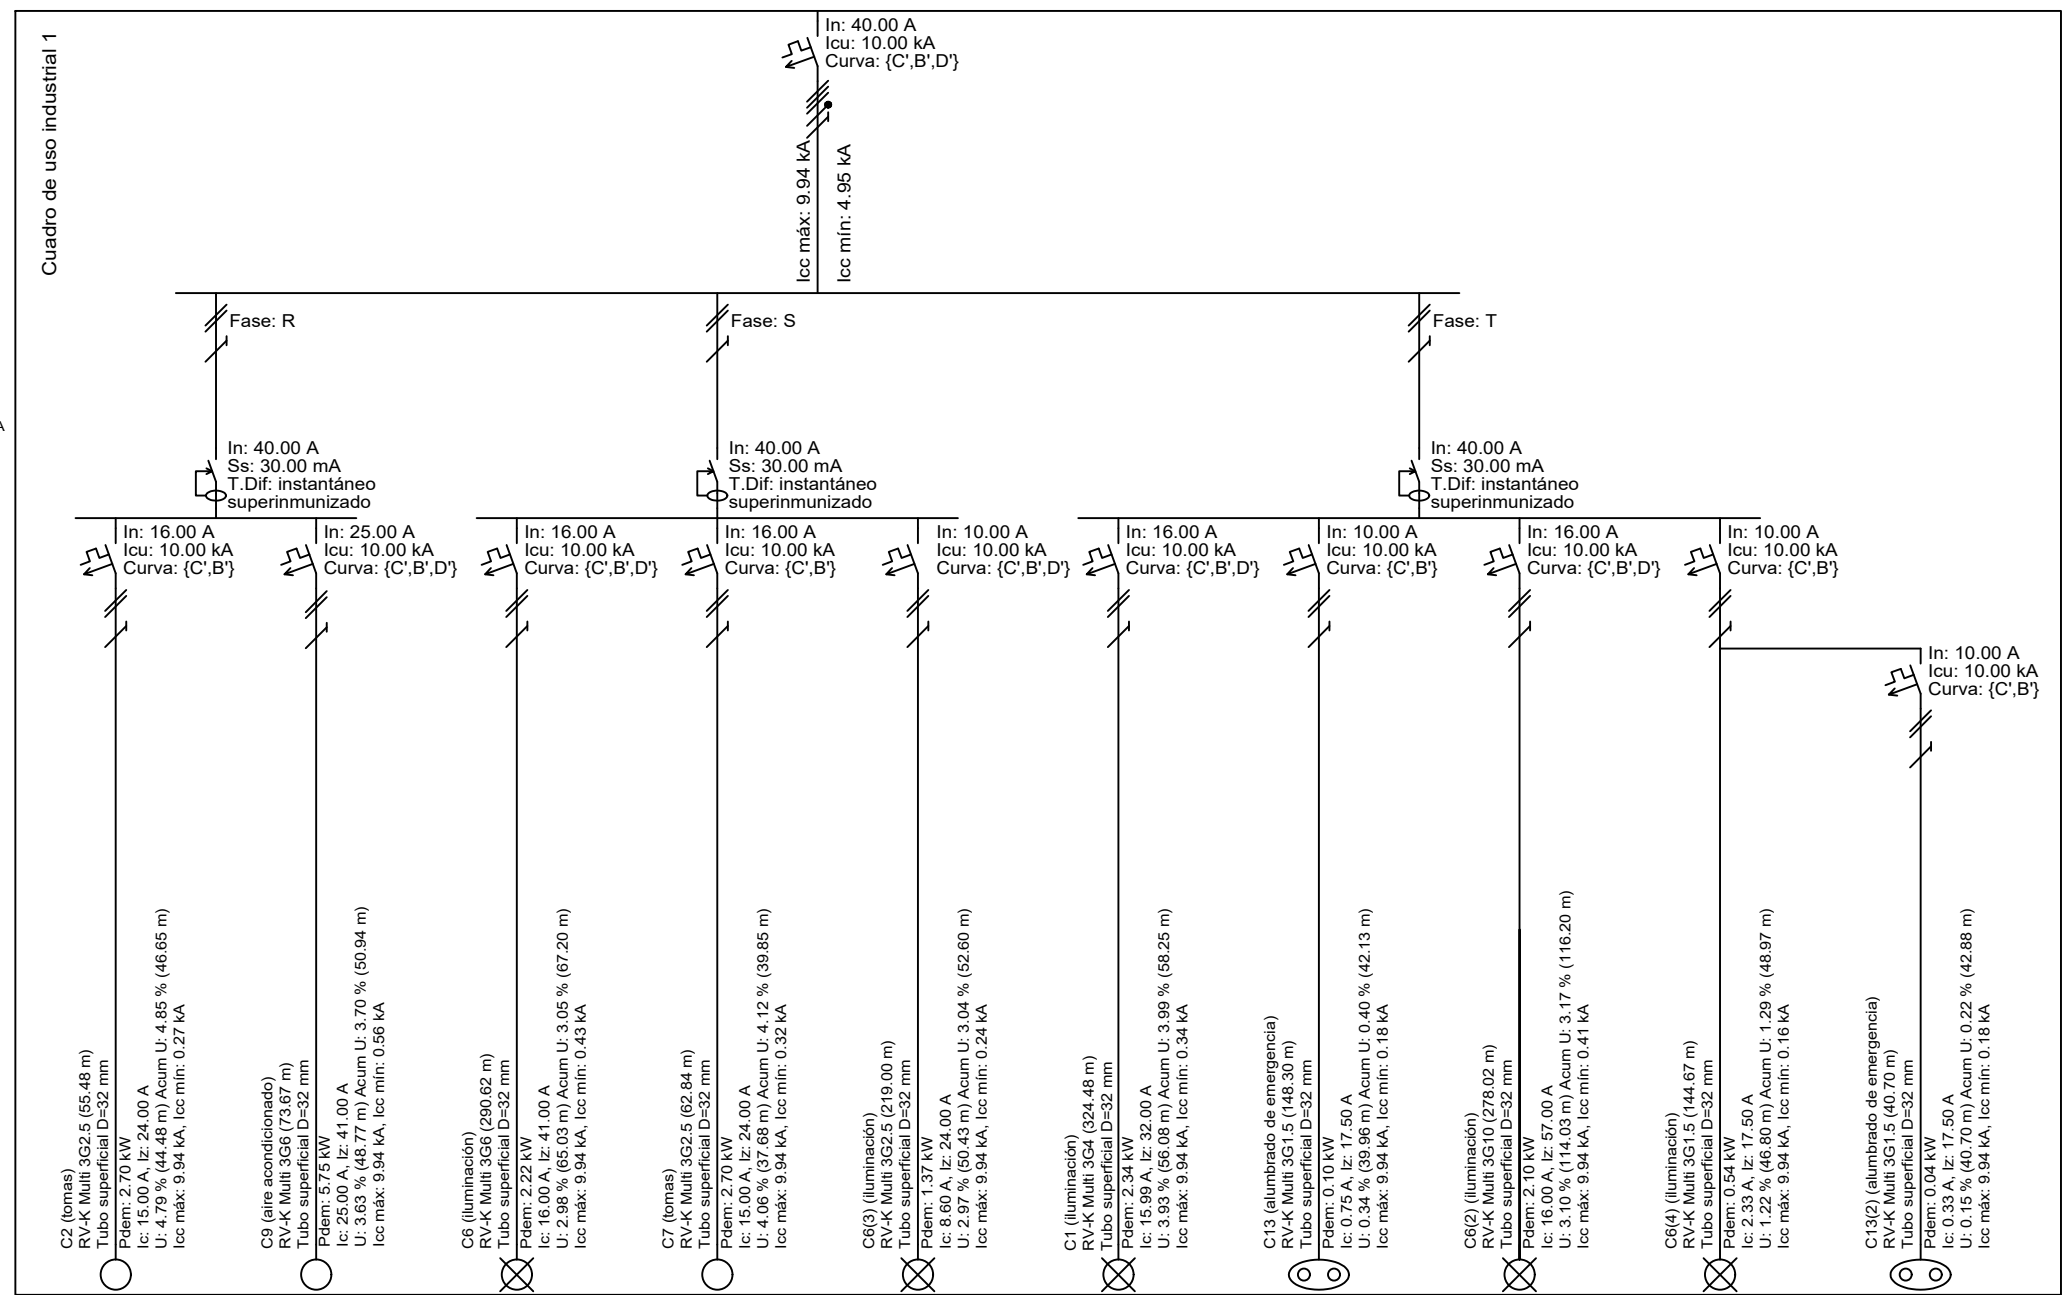 Cuadro de uso industrial 1
In: 40.00 A
Icu: 10.00 kA
Curva: {C',B',D'}
Icc máx: 9.94 kA
Icc mín: 4.95 kA
Fase: R
Fase: S
Fase: T
A
In: 40.00 A
Ss: 30.00 mA
T.Dif: instantáneo
superinmunizado
In: 40.00 A
Ss: 30.00 mA
T.Dif: instantáneo
superinmunizado
In: 40.00 A
Ss: 30.00 mA
T.Dif: instantáneo
superinmunizado
In: 16.00 A
Icu: 10.00 kA
Curva: {C',B'}
In: 25.00 A
Icu: 10.00 kA
Curva: {C',B',D'}
In: 16.00 A
Icu: 10.00 kA
Curva: {C',B',D'}
In: 16.00 A
Icu: 10.00 kA
Curva: {C',B'}
In: 10.00 A
Icu: 10.00 kA
Curva: {C',B',D'}
In: 16.00 A
Icu: 10.00 kA
Curva: {C',B',D'}
In: 10.00 A
Icu: 10.00 kA
Curva: {C',B'}
In: 16.00 A
Icu: 10.00 kA
Curva: {C',B',D'}
In: 10.00 A
Icu: 10.00 kA
Curva: {C',B'}
In: 10.00 A
Icu: 10.00 kA
Curva: {C',B'}
C2 (tomas)
RV-K Multi 3G2.5 (55.48 m)
Tubo superficial D=32 mm
Pdem: 2.70 kW
Ic: 15.00 A, Iz: 24.00 A
U: 4.79 % (44.48 m) Acum U: 4.85 % (46.65 m)
Icc máx: 9.94 kA, Icc mín: 0.27 kA
C9 (aire acondicionado)
RV-K Multi 3G6 (73.67 m)
Tubo superficial D=32 mm
Pdem: 5.75 kW
Ic: 25.00 A, Iz: 41.00 A
U: 3.63 % (48.77 m) Acum U: 3.70 % (50.94 m)
Icc máx: 9.94 kA, Icc mín: 0.56 kA
C6 (iluminación)
RV-K Multi 3G6 (290.62 m)
Tubo superficial D=32 mm
Pdem: 2.22 kW
Ic: 16.00 A, Iz: 41.00 A
U: 2.98 % (65.03 m) Acum U: 3.05 % (67.20 m)
Icc máx: 9.94 kA, Icc mín: 0.43 kA
C7 (tomas)
RV-K Multi 3G2.5 (62.84 m)
Tubo superficial D=32 mm
Pdem: 2.70 kW
Ic: 15.00 A, Iz: 24.00 A
U: 4.06 % (37.68 m) Acum U: 4.12 % (39.85 m)
Icc máx: 9.94 kA, Icc mín: 0.32 kA
C6(3) (iluminación)
RV-K Multi 3G2.5 (219.00 m)
Tubo superficial D=32 mm
Pdem: 1.37 kW
Ic: 8.60 A, Iz: 24.00 A
U: 2.97 % (50.43 m) Acum U: 3.04 % (52.60 m)
Icc máx: 9.94 kA, Icc mín: 0.24 kA
C1 (iluminación)
RV-K Multi 3G4 (324.48 m)
Tubo superficial D=32 mm
Pdem: 2.34 kW
Ic: 15.99 A, Iz: 32.00 A
U: 3.93 % (56.08 m) Acum U: 3.99 % (58.25 m)
Icc máx: 9.94 kA, Icc mín: 0.34 kA
C13 (alumbrado de emergencia)
RV-K Multi 3G1.5 (148.30 m)
Tubo superficial D=32 mm
Pdem: 0.10 kW
Ic: 0.75 A, Iz: 17.50 A
U: 0.34 % (39.96 m) Acum U: 0.40 % (42.13 m)
Icc máx: 9.94 kA, Icc mín: 0.18 kA
C6(2) (iluminación)
RV-K Multi 3G10 (278.02 m)
Tubo superficial D=32 mm
Pdem: 2.10 kW
Ic: 16.00 A, Iz: 57.00 A
U: 3.10 % (114.03 m) Acum U: 3.17 % (116.20 m)
Icc máx: 9.94 kA, Icc mín: 0.41 kA
C6(4) (iluminación)
RV-K Multi 3G1.5 (144.67 m)
Tubo superficial D=32 mm
Pdem: 0.54 kW
Ic: 2.33 A, Iz: 17.50 A
U: 1.22 % (46.80 m) Acum U: 1.29 % (48.97 m)
Icc máx: 9.94 kA, Icc mín: 0.16 kA
C13(2) (alumbrado de emergencia)
RV-K Multi 3G1.5 (40.70 m)
Tubo superficial D=32 mm
Pdem: 0.04 kW
Ic: 0.33 A, Iz: 17.50 A
U: 0.15 % (40.70 m) Acum U: 0.22 % (42.88 m)
Icc máx: 9.94 kA, Icc mín: 0.18 kA